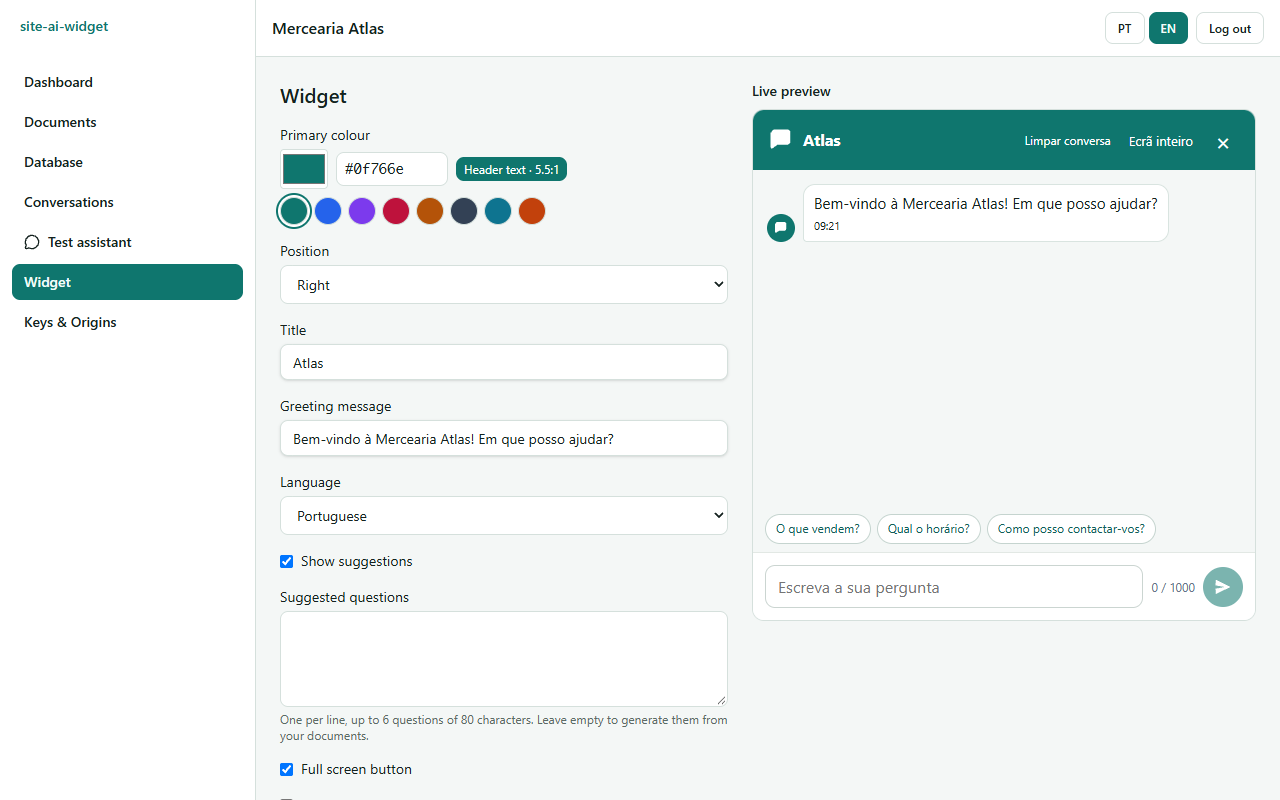 site-ai-widget
Dashboard
Documents
Database
Conversations
Test assistant
Widget
Keys & Origins
Mercearia Atlas
PT
EN
Log out
Widget
Primary colour
#0f766e
Header text · 5.5:1
Position
Right
Title
Atlas
Greeting message
Bem-vindo à Mercearia Atlas! Em que posso ajudar?
Language
Portuguese
Show suggestions
Suggested questions
One per line, up to 6 questions of 80 characters. Leave empty to generate them from
your documents.
Full screen button
Live preview
Atlas
Limpar conversa
Ecrã inteiro
Bem-vindo à Mercearia Atlas! Em que posso ajudar?
09:21
O que vendem?
Qual o horário?
Como posso contactar-vos?
Escreva a sua pergunta
0 / 1000